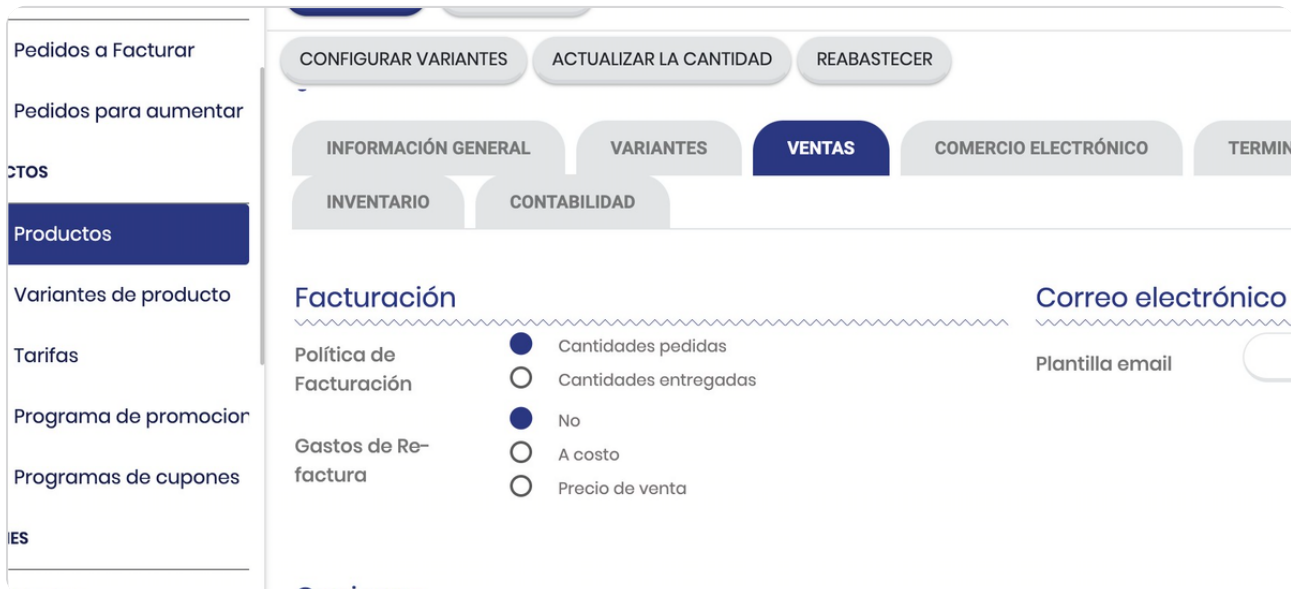 Pedidos a Facturar
Pedidos para aumentar
CTOS
Productos
Variantes de producto
Tarifas
Programa de promocior
Programas de cupones
IES
CONFIGURAR VARIANTES
ACTUALIZAR LA CANTIDAD
REABASTECER
INFORMACIÓN GENERAL
VARIANTES
VENTAS
COMERCIO ELECTRÓNICO
TERMIN
INVENTARIO
CONTABILIDAD
Facturación
Política de
Facturación
Cantidades pedidas
Cantidades entregadas
Gastos de Re-
factura
No
A costo
Precio de venta
Correo electrónico
Plantilla email